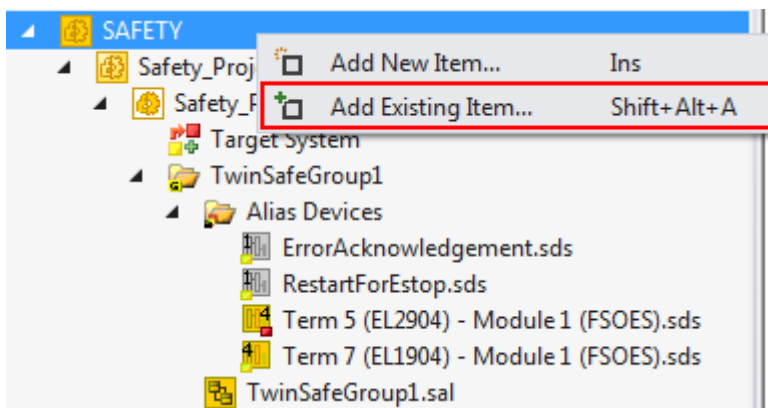 SAFETY
Safety_Proj
Add New Item... Ins
Safety_F
Add Existing Item... Shift+Alt+A
Target System
TwinSafeGroup1
Alias Devices
ErrorAcknowledgement.sds
RestartForEstop.sds
Term 5 (EL2904) - Module 1 (FSOES).sds
Term 7 (EL1904) - Module 1 (FSOES).sds
TwinSafeGroup1.sal